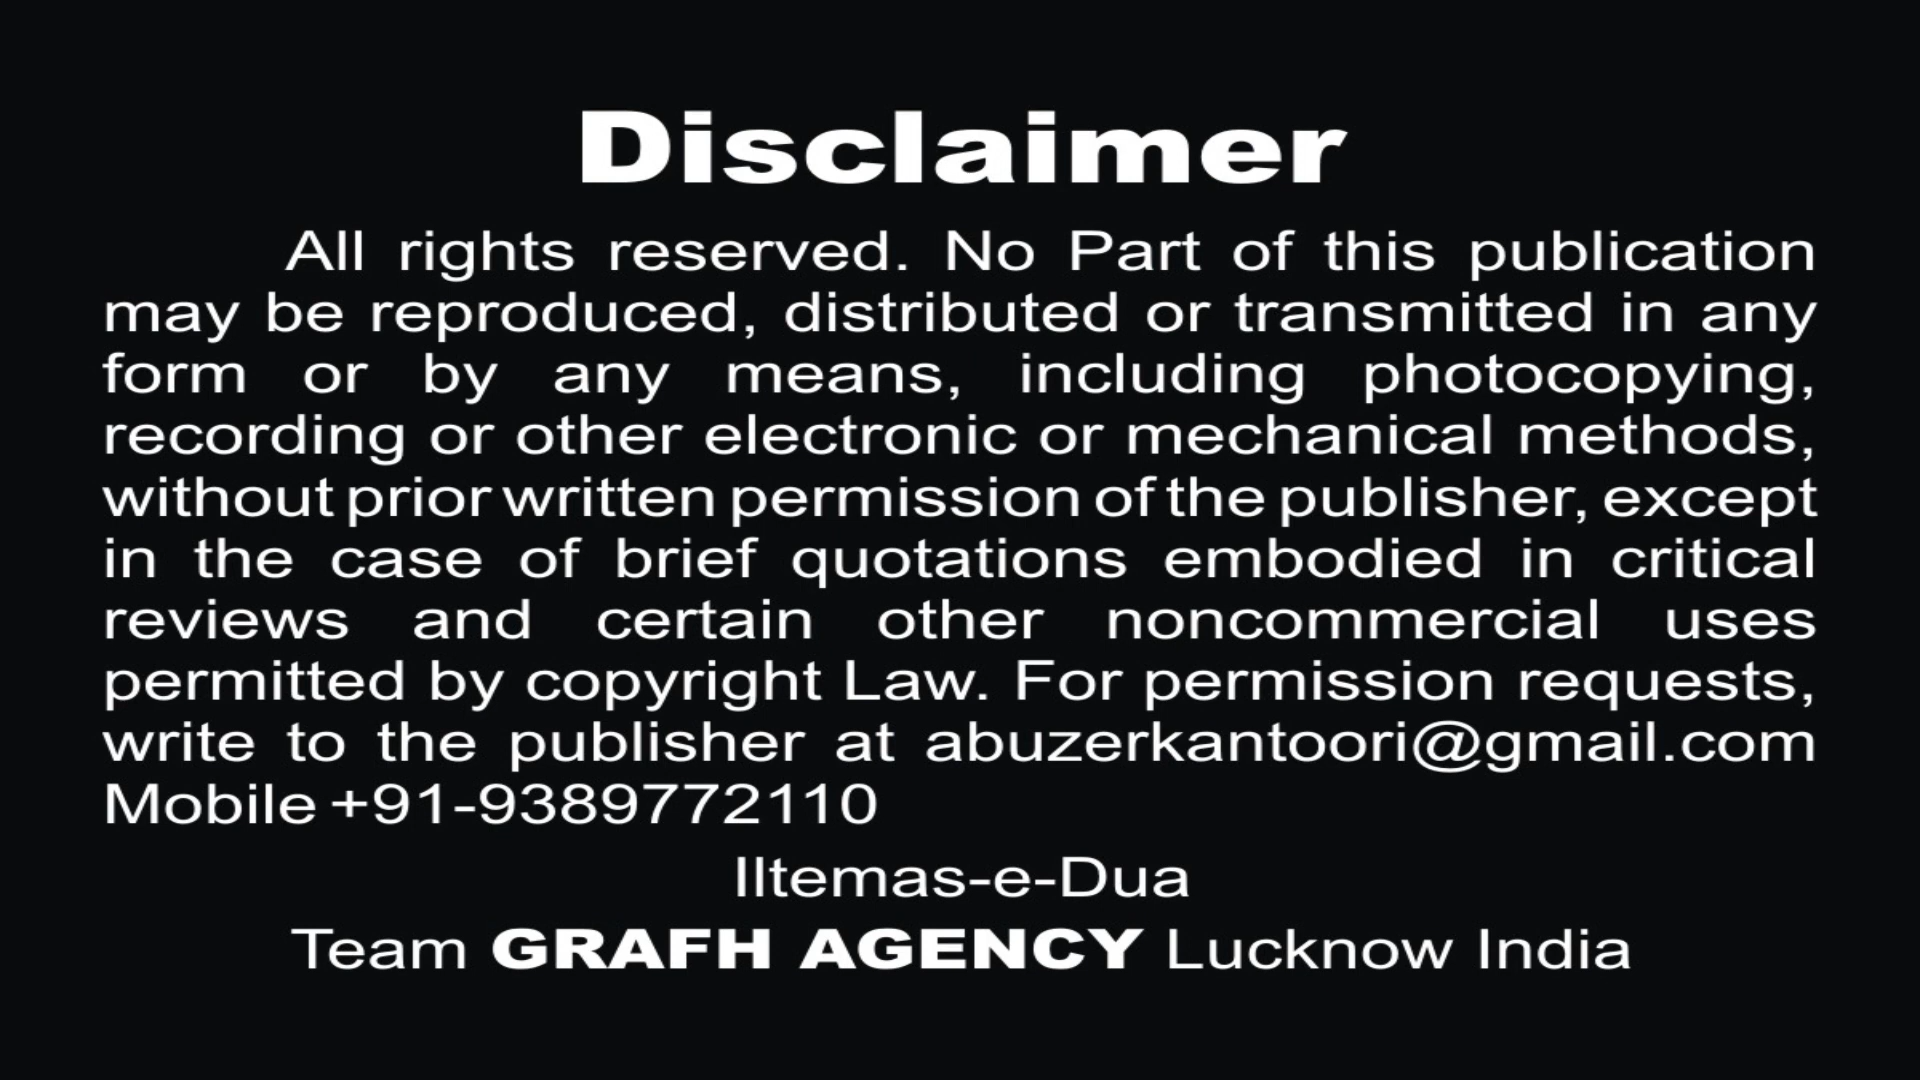 Disclaimer
All rights reserved. No Part of this publication
may be reproduced, distributed or transmitted in any
form or by any means, including photocopying,
recording or other electronic or mechanical methods,
without prior written permission of the publisher, except
in the case of brief quotations embodied in critical
reviews and certain other noncommercial uses
permitted by copyright Law. For permission requests,
write to the publisher at abuzerkantoori@gmail.com
Mobile +91-9389772110
Iltemas-e-Dua
Team GRAFH AGENCY Lucknow India